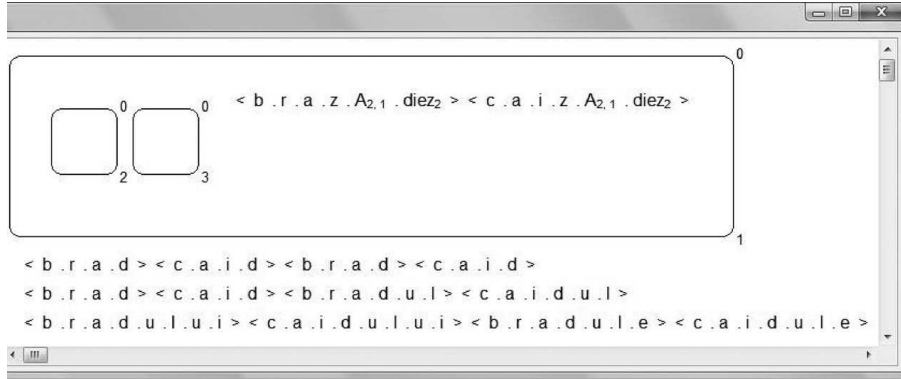 0
0 0 < b .r . a . z . A2, 1 . diez2 > < c . a . i . z . A2, 1 . diez2 >
2 3
1
< b .r . a .d > < c . a . i .d > < b .r . a .d > < c . a . i .d >
< b .r . a .d > < c . a . i .d > < b .r . a .d .u . l > < c . a . i .d .u . l >
< b .r . a .d .u . l .u . i > < c . a . i .d .u . l .u . i > < b .r . a .d .u . l . e > < c . a . i .d .u . l . e >